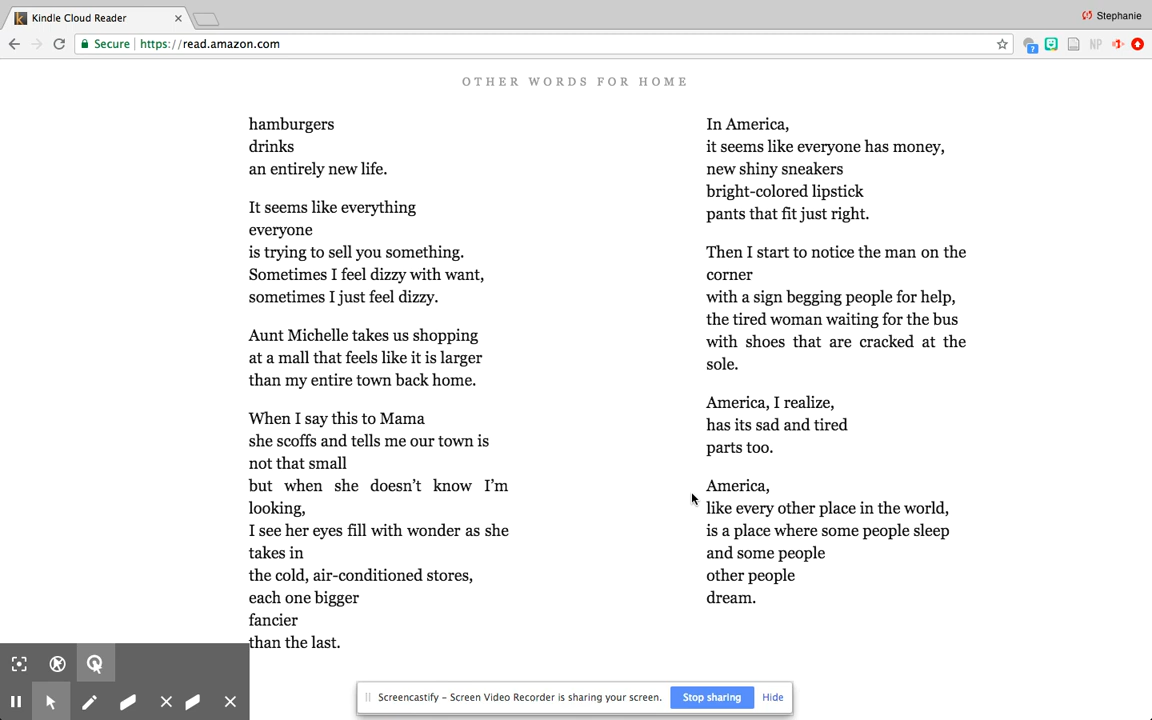 Kindle Cloud Reader
Stephanie
Secure
https://read.amazon.com
7
NP
OTHER WORDS FOR HOME
hamburgers
drinks
an entirely new life.
It seems like everything
everyone
is trying to sell you something.
Sometimes I feel dizzy with want,
sometimes I just feel dizzy.
Aunt Michelle takes us shopping
at a mall that feels like it is larger
than my entire town back home.
When I say this to Mama
she scoffs and tells me our town is
not that small
but when she doesn’t know I’m
looking,
I see her eyes fill with wonder as she
takes in
the cold, air-conditioned stores,
each one bigger
fancier
than the last.
In America,
it seems like everyone has money,
new shiny sneakers
bright-colored lipstick
pants that fit just right.
Then I start to notice the man on the
corner
with a sign begging people for help,
the tired woman waiting for the bus
with shoes that are cracked at the
sole.
America, I realize,
has its sad and tired
parts too.
America,
like every other place in the world,
is a place where some people sleep
and some people
other people
dream.
Screencastify – Screen Video Recorder is sharing your screen.
Stop sharing
Hide